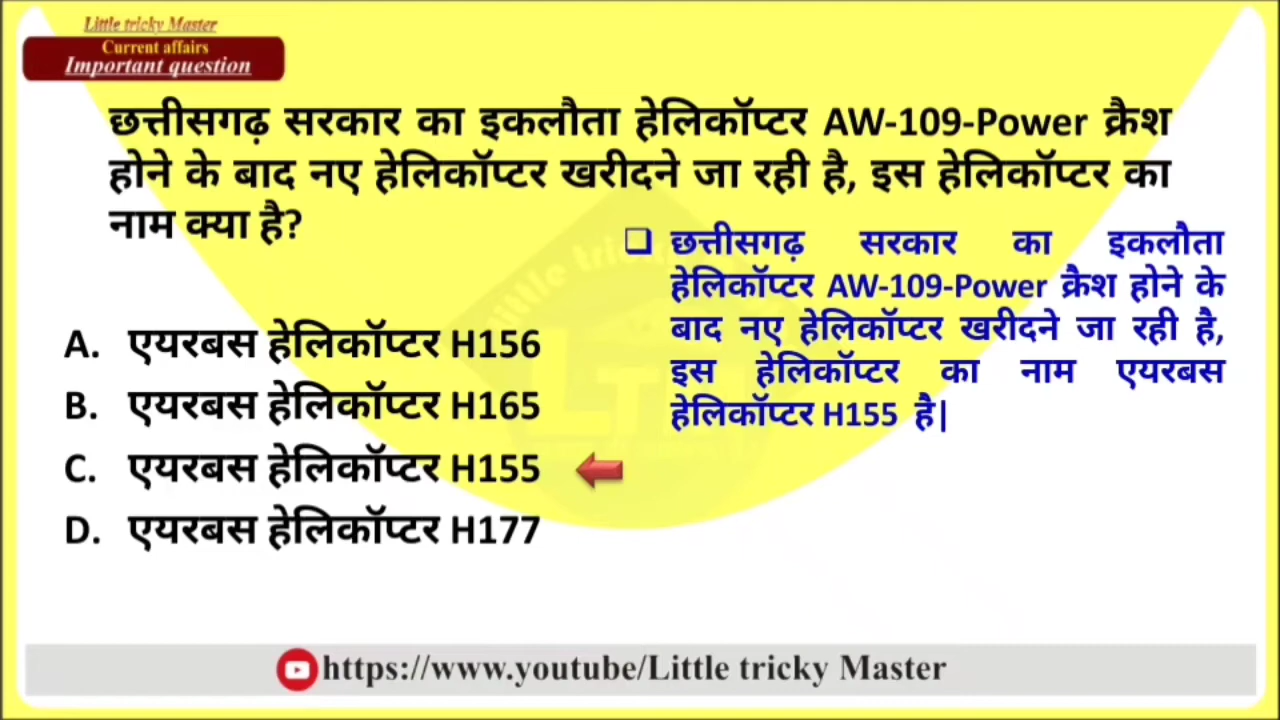 Little tricky Master
Current affairs
Important question
छत्तीसगढ़ सरकार का इकलौता हेलिकॉप्टर AW-109-Power क्रैश
होने के बाद नए हेलिकॉप्टर खरीदने जा रही है, इस हेलिकॉप्टर का
नाम क्या है?
❑ छत्तीसगढ़ सरकार का इकलौता
हेलिकॉप्टर AW-109-Power क्रैश होने के
बाद नए हेलिकॉप्टर खरीदने जा रही है,
इस हेलिकॉप्टर का नाम एयरबस
हेलिकॉप्टर H155 है|
A. एयरबस हेलिकॉप्टर H156
B. एयरबस हेलिकॉप्टर H165
C. एयरबस हेलिकॉप्टर H155
D. एयरबस हेलिकॉप्टर H177
https://www.youtube/Little tricky Master